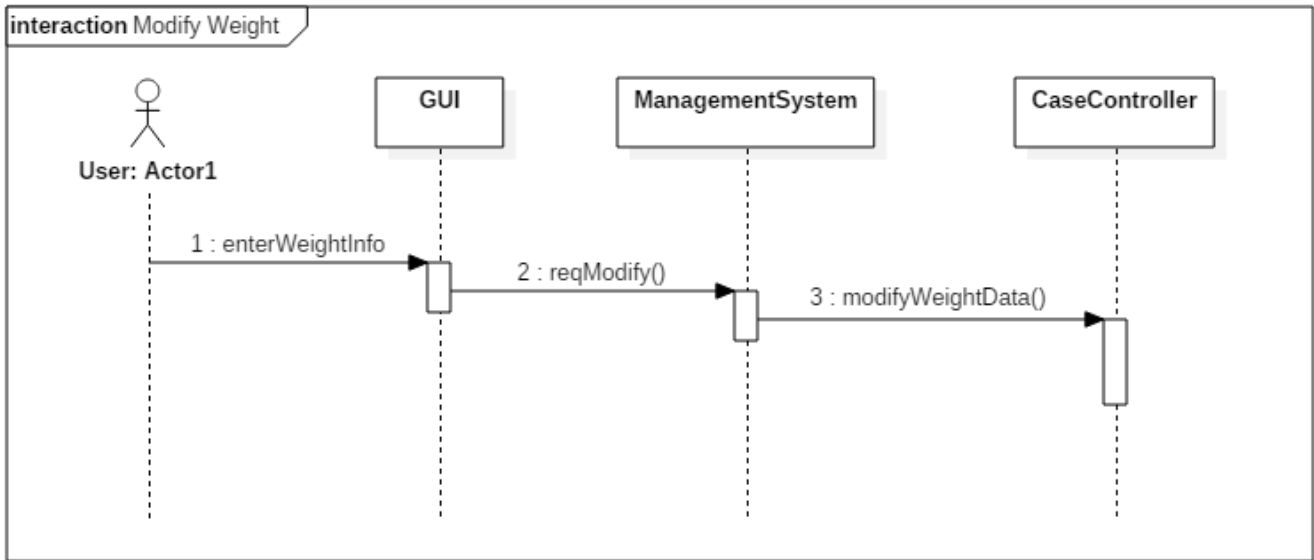 interaction Modify Weight
GUI
ManagementSystem
CaseController
User: Actor1
1 : enterWeightInfo
2 : reqModify()
3 : modifyWeightData()